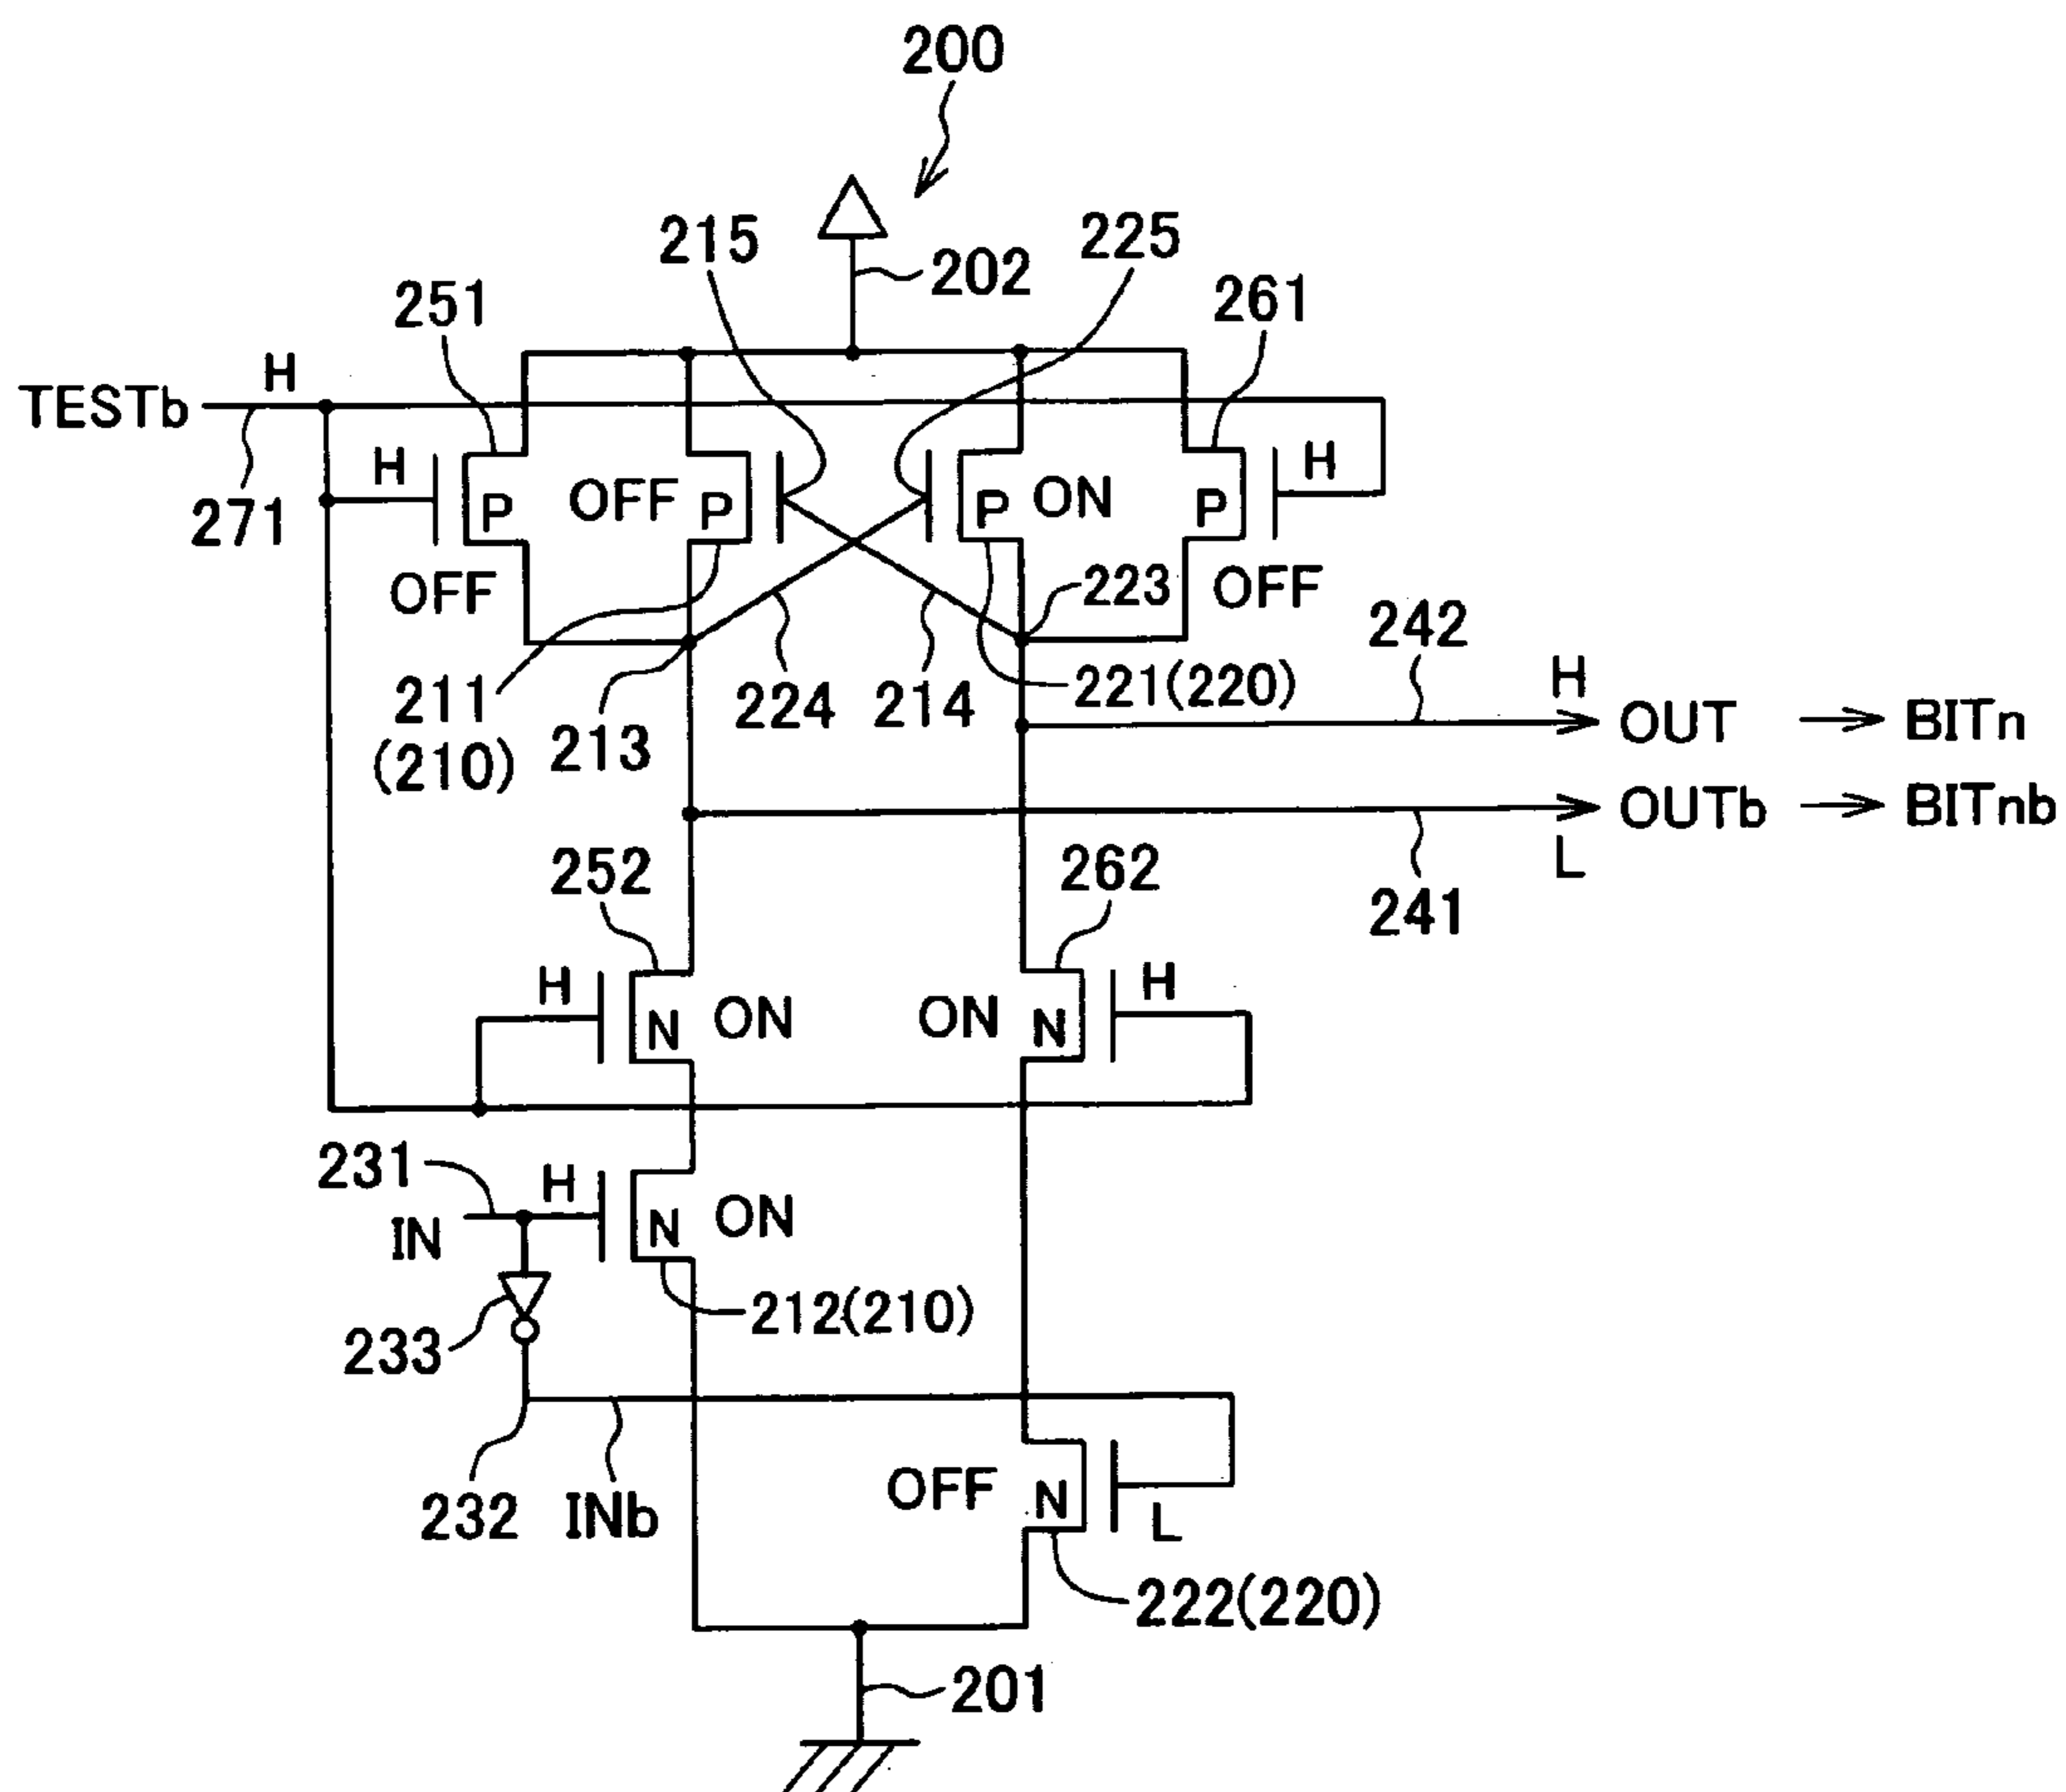 200
215
225
202
251
261
H
TESTb
H
OFF
P
P
P
ON
P
H
271
OFF
223
OFF
242
211
(210)
213
224
214
221(220)
H
OUT
BITn
OUTb
BITnb
L
241
252
262
H
N
ON
ON
N
H
231
H
IN
N
ON
233
212(210)
232
INb
OFF
N
L
222(220)
201